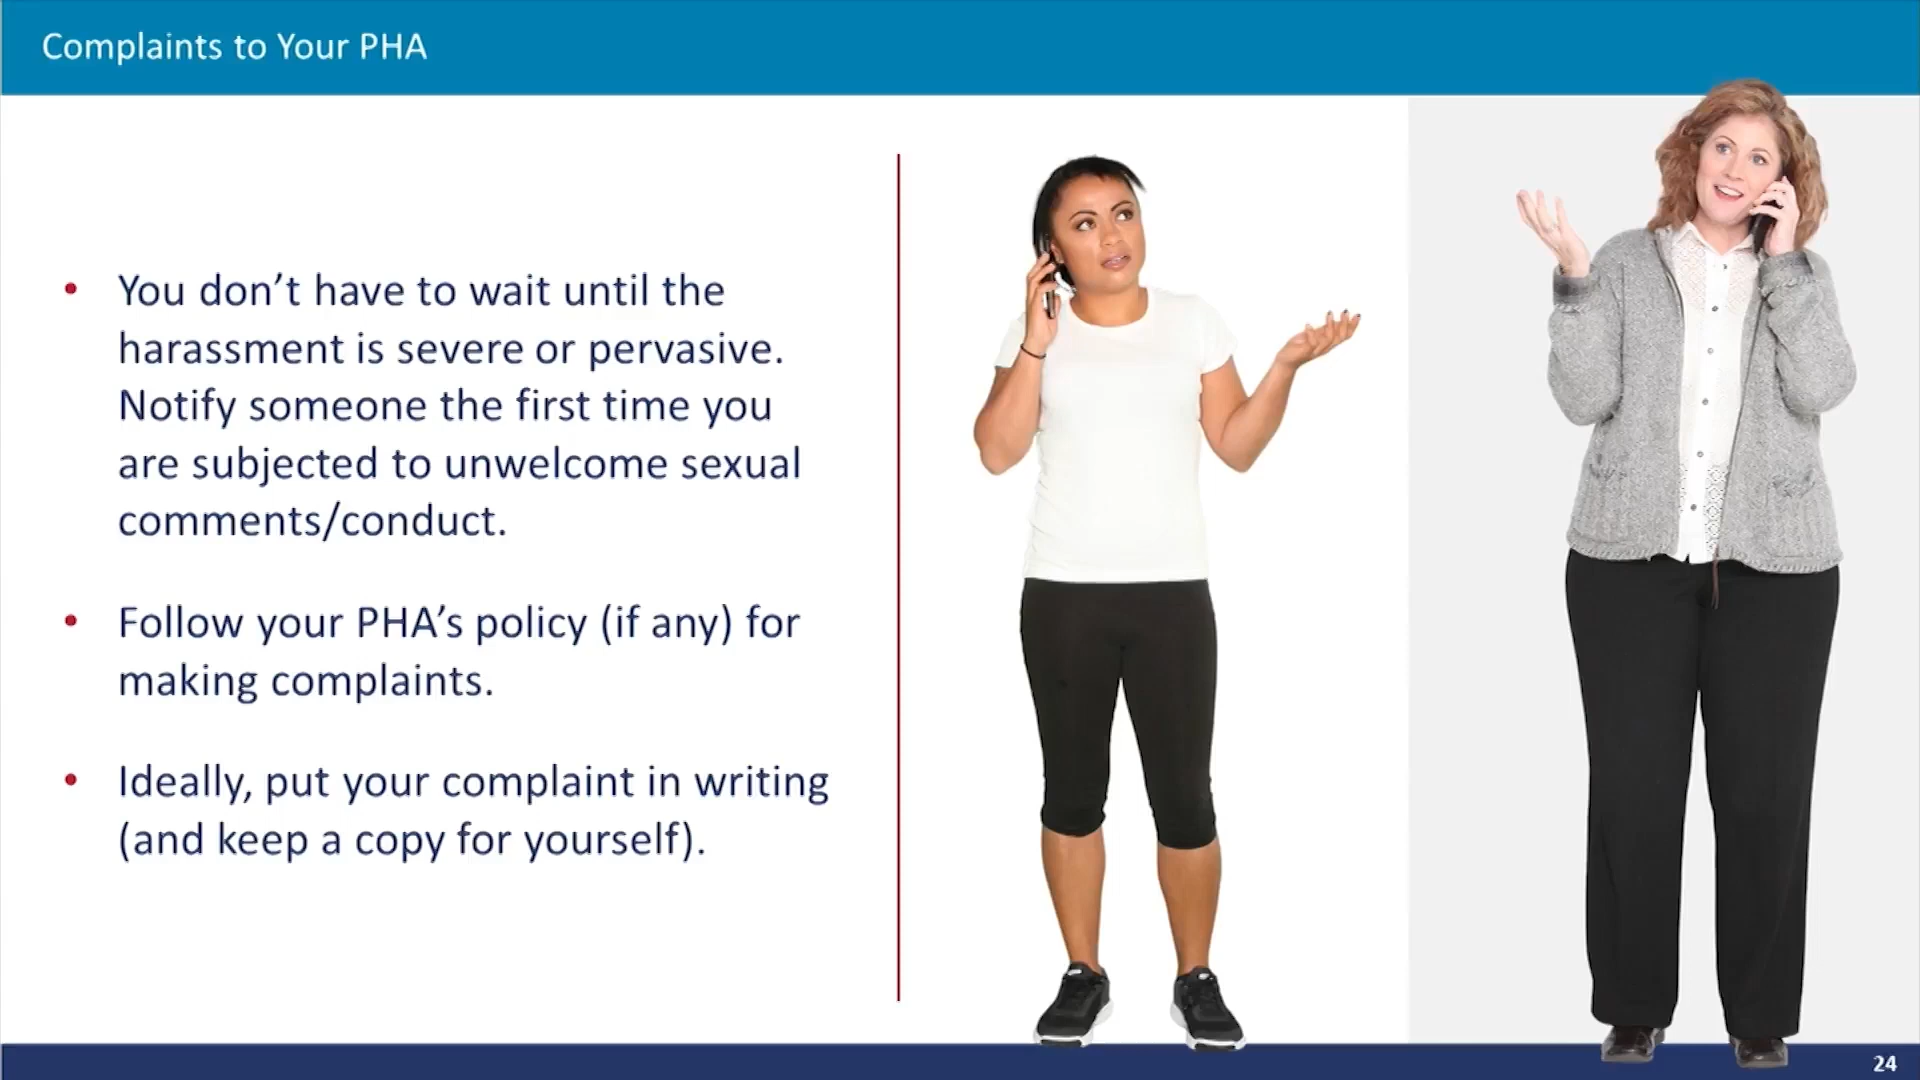 Complaints to Your PHA
• You don’t have to wait until the
harassment is severe or pervasive.
Notify someone the first time you
are subjected to unwelcome sexual
comments/conduct.
• Follow your PHA’s policy (if any) for
making complaints.
• Ideally, put your complaint in writing
(and keep a copy for yourself).
24